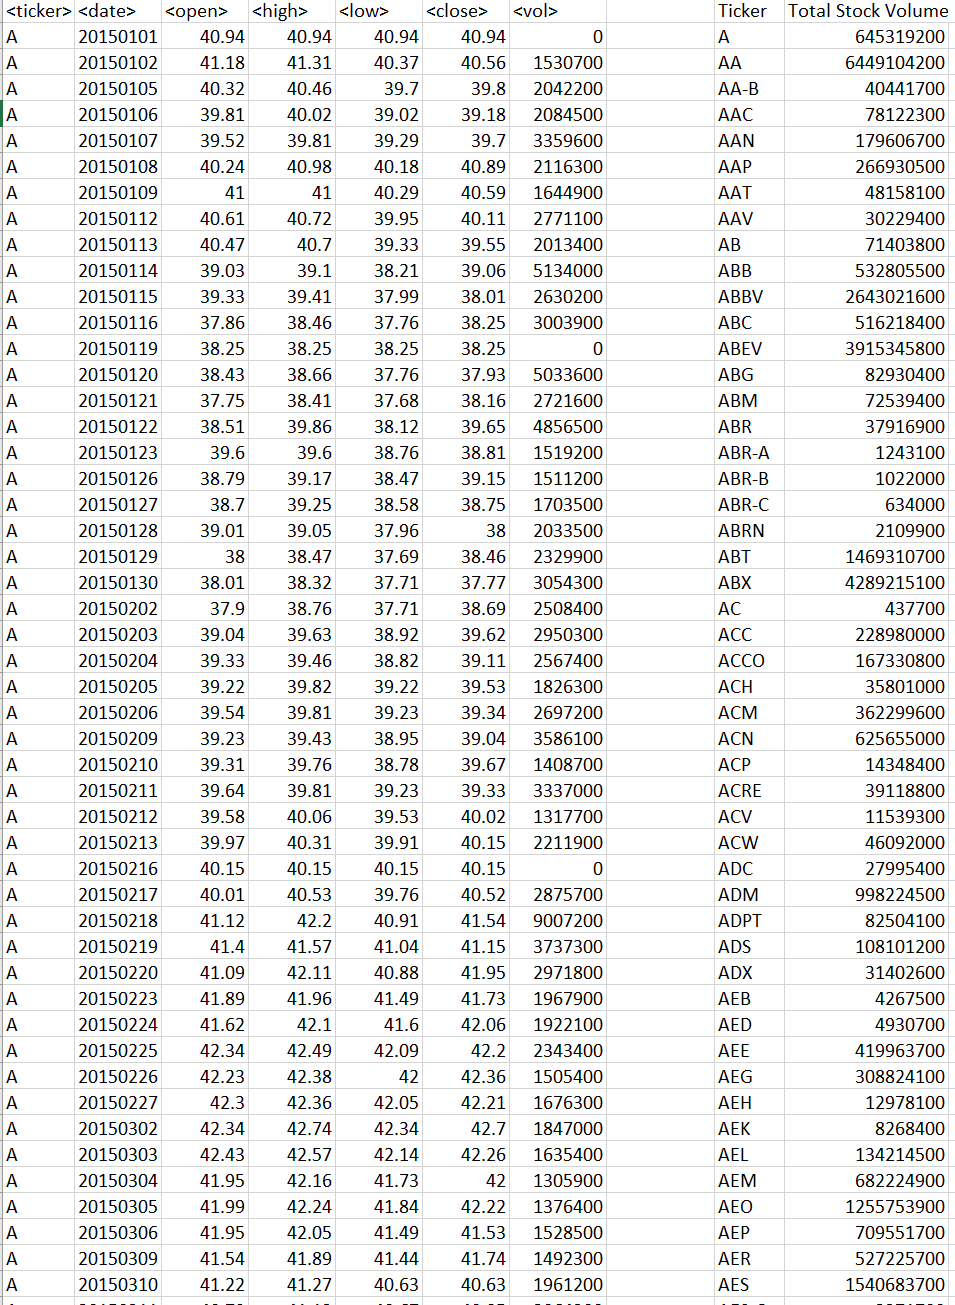 <ticker> <date> <open> <high> <low> <close> <vol> Ticker Total Stock Volume
A 20150101 40.94 40.94 40.94 40.94 0 A 645319200
A 20150102 41.18 41.31 40.37 40.56 1530700 AA 6449104200
A 20150105 40.32 40.46 39.7 39.8 2042200 AA-B 40441700
A 20150106 39.81 40.02 39.02 39.18 2084500 AAC 78122300
A 20150107 39.52 39.81 39.29 39.7 3359600 AAN 179606700
A 20150108 40.24 40.98 40.18 40.89 2116300 AAP 266930500
A 20150109 41 41 40.29 40.59 1644900 AAT 48158100
A 20150112 40.61 40.72 39.95 40.11 2771100 AAV 30229400
A 20150113 40.47 40.7 39.33 39.55 2013400 AB 71403800
A 20150114 39.03 39.1 38.21 39.06 5134000 ABB 532805500
A 20150115 39.33 39.41 37.99 38.01 2630200 ABBV 2643021600
A 20150116 37.86 38.46 37.76 38.25 3003900 ABC 516218400
A 20150119 38.25 38.25 38.25 38.25 0 ABEV 3915345800
A 20150120 38.43 38.66 37.76 37.93 5033600 ABG 82930400
A 20150121 37.75 38.41 37.68 38.16 2721600 ABM 72539400
A 20150122 38.51 39.86 38.12 39.65 4856500 ABR 37916900
A 20150123 39.6 39.6 38.76 38.81 1519200 ABR-A 1243100
A 20150126 38.79 39.17 38.47 39.15 1511200 ABR-B 1022000
A 20150127 38.7 39.25 38.58 38.75 1703500 ABR-C 634000
A 20150128 39.01 39.05 37.96 38 2033500 ABRN 2109900
A 20150129 38 38.47 37.69 38.46 2329900 ABT 1469310700
A 20150130 38.01 38.32 37.71 37.77 3054300 ABX 4289215100
A 20150202 37.9 38.76 37.71 38.69 2508400 AC 437700
A 20150203 39.04 39.63 38.92 39.62 2950300 ACC 228980000
A 20150204 39.33 39.46 38.82 39.11 2567400 ACCO 167330800
A 20150205 39.22 39.82 39.22 39.53 1826300 ACH 35801000
A 20150206 39.54 39.81 39.23 39.34 2697200 ACM 362299600
A 20150209 39.23 39.43 38.95 39.04 3586100 ACN 625655000
A 20150210 39.31 39.76 38.78 39.67 1408700 ACP 14348400
A 20150211 39.64 39.81 39.23 39.33 3337000 ACRE 39118800
A 20150212 39.58 40.06 39.53 40.02 1317700 ACV 11539300
A 20150213 39.97 40.31 39.91 40.15 2211900 ACW 46092000
A 20150216 40.15 40.15 40.15 40.15 0 ADC 27995400
A 20150217 40.01 40.53 39.76 40.52 2875700 ADM 998224500
A 20150218 41.12 42.2 40.91 41.54 9007200 ADPT 82504100
A 20150219 41.4 41.57 41.04 41.15 3737300 ADS 108101200
A 20150220 41.09 42.11 40.88 41.95 2971800 ADX 31402600
A 20150223 41.89 41.96 41.49 41.73 1967900 AEB 4267500
A 20150224 41.62 42.1 41.6 42.06 1922100 AED 4930700
A 20150225 42.34 42.49 42.09 42.2 2343400 AEE 419963700
A 20150226 42.23 42.38 42 42.36 1505400 AEG 308824100
A 20150227 42.3 42.36 42.05 42.21 1676300 AEH 12978100
A 20150302 42.34 42.74 42.34 42.7 1847000 AEK 8268400
A 20150303 42.43 42.57 42.14 42.26 1635400 AEL 134214500
A 20150304 41.95 42.16 41.73 42 1305900 AEM 682224900
A 20150305 41.99 42.24 41.84 42.22 1376400 AEO 1255753900
A 20150306 41.95 42.05 41.49 41.53 1528500 AEP 709551700
A 20150309 41.54 41.89 41.44 41.74 1492300 AER 527225700
A 20150310 41.22 41.27 40.63 40.63 1961200 AES 1540683700